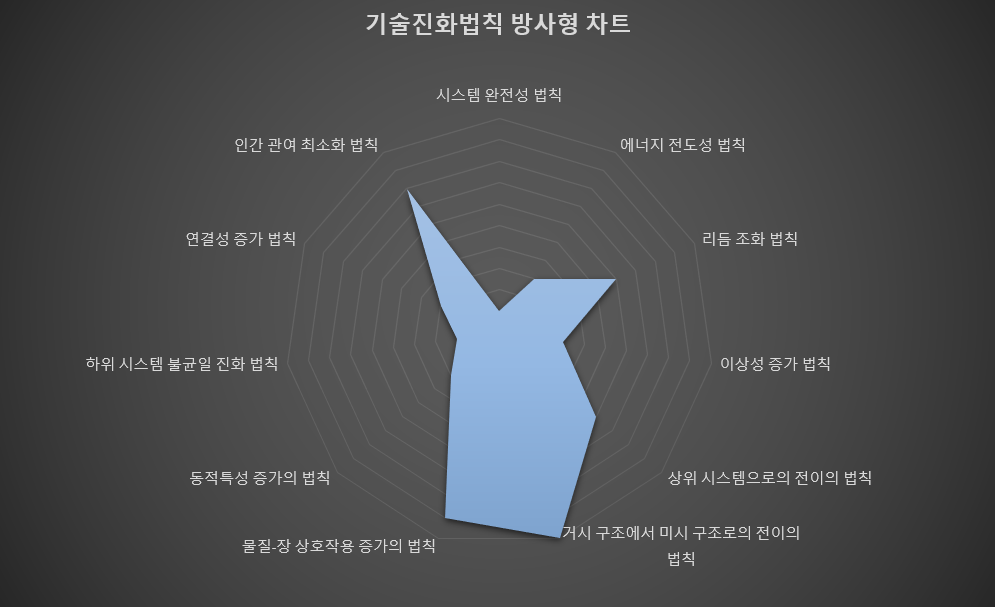 기술진화법칙 방사형 차트
시스템 완전성 법칙
에너지 전도성 법칙
리듬 조화 법칙
이상성 증가 법칙
상위 시스템으로의 전이의 법칙
거시 구조에서 미시 구조로의 전이의
법칙
물질-장 상호작용 증가의 법칙
동적특성 증가의 법칙
하위 시스템 불균일 진화 법칙
연결성 증가 법칙
인간 관여 최소화 법칙